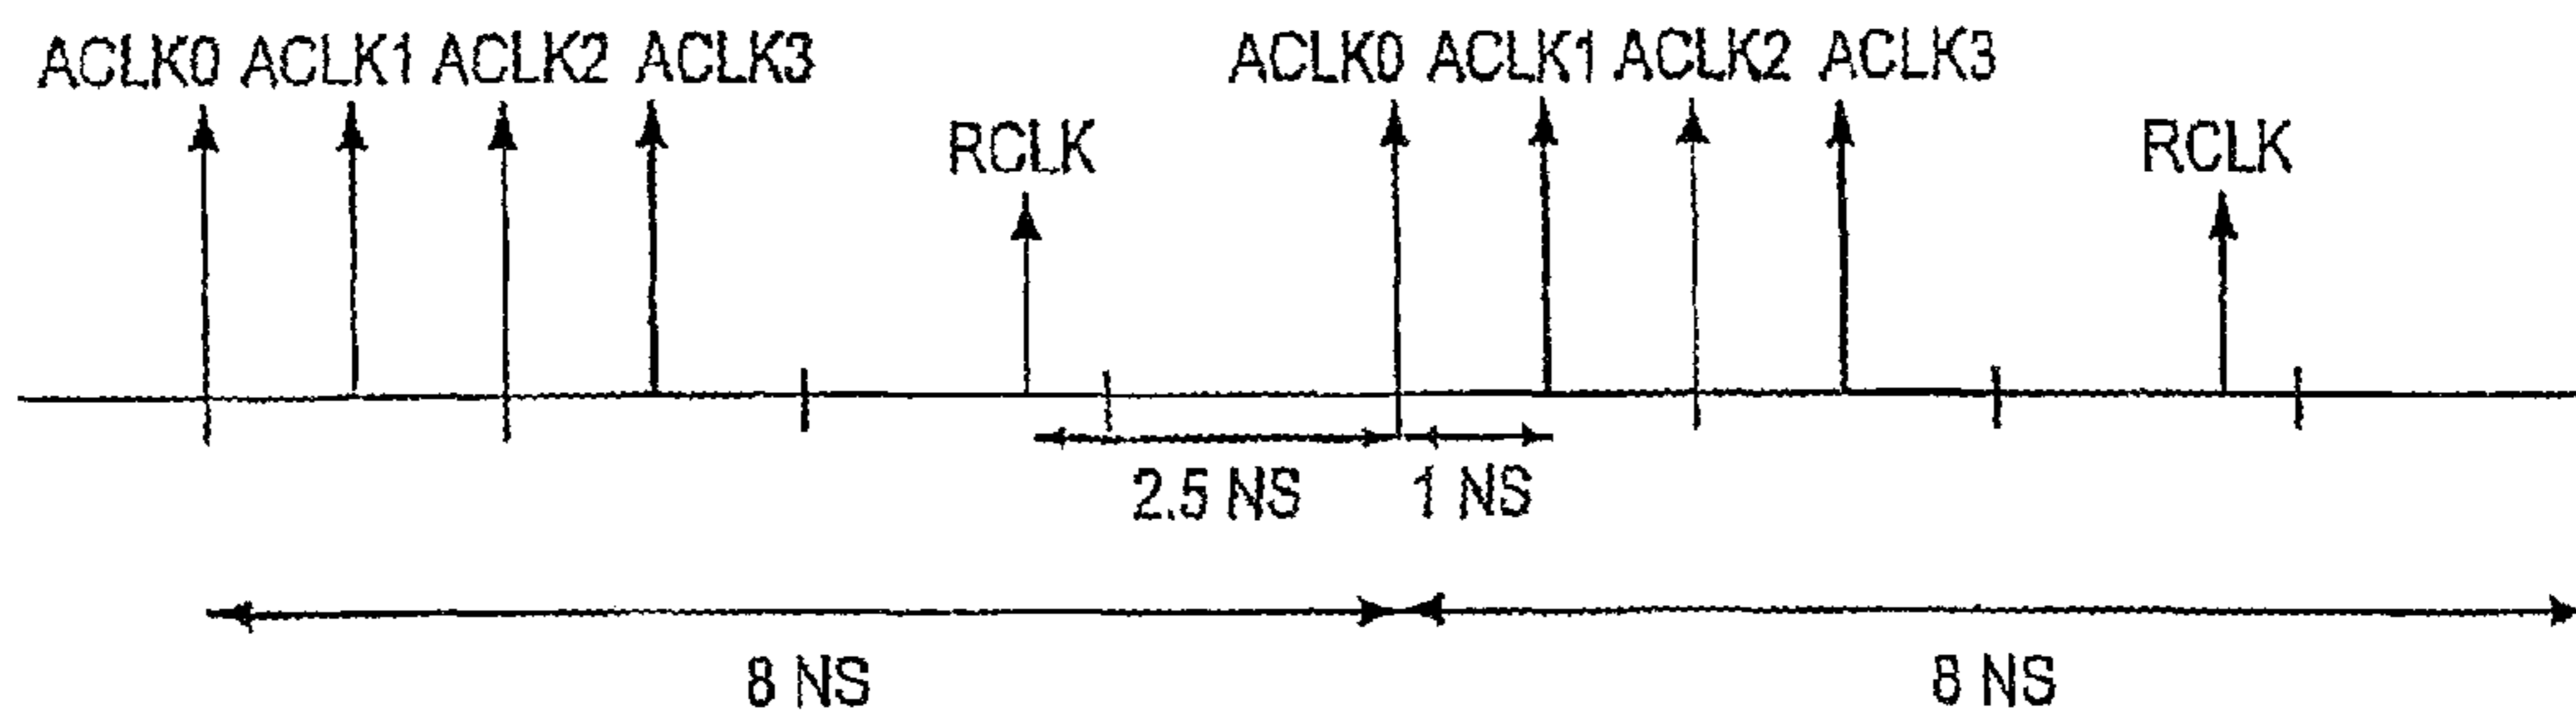 ACLK0 ACLK1 ACLK2 ACLK3 ACLK0 ACLK1 ACLK2 ACLK3
RCLK RCLK
2.5 NS 1 NS
8 NS 8 NS